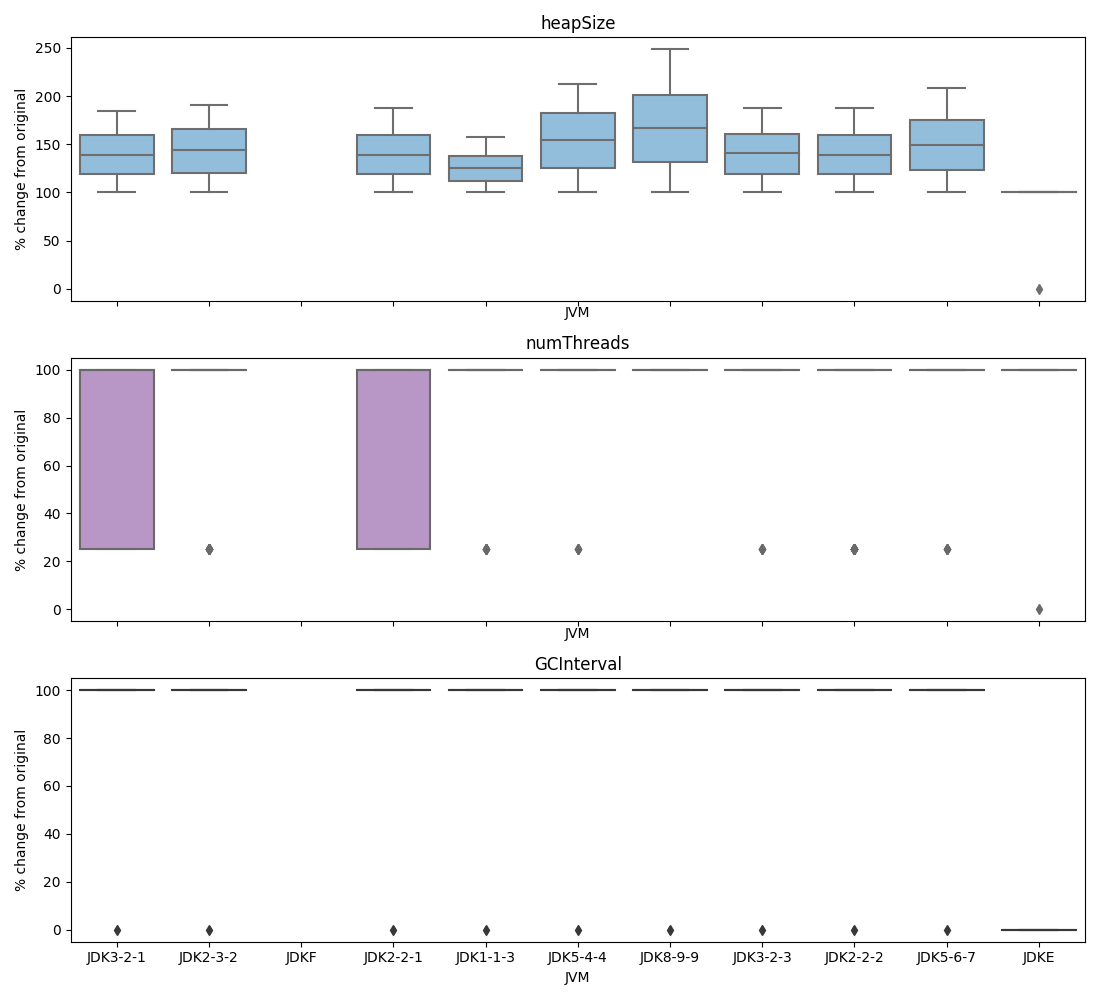 heapSize
250
200
150
100
50
0
% change from original
JVM
numThreads
100
80
60
40
20
0
% change from original
JVM
GCInterval
100
80
60
40
20
0
% change from original
JDK3-2-1 JDK2-3-2 JDKF JDK2-2-1 JDK1-1-3 JDK5-4-4 JDK8-9-9 JDK3-2-3 JDK2-2-2 JDK5-6-7 JDKE
JVM